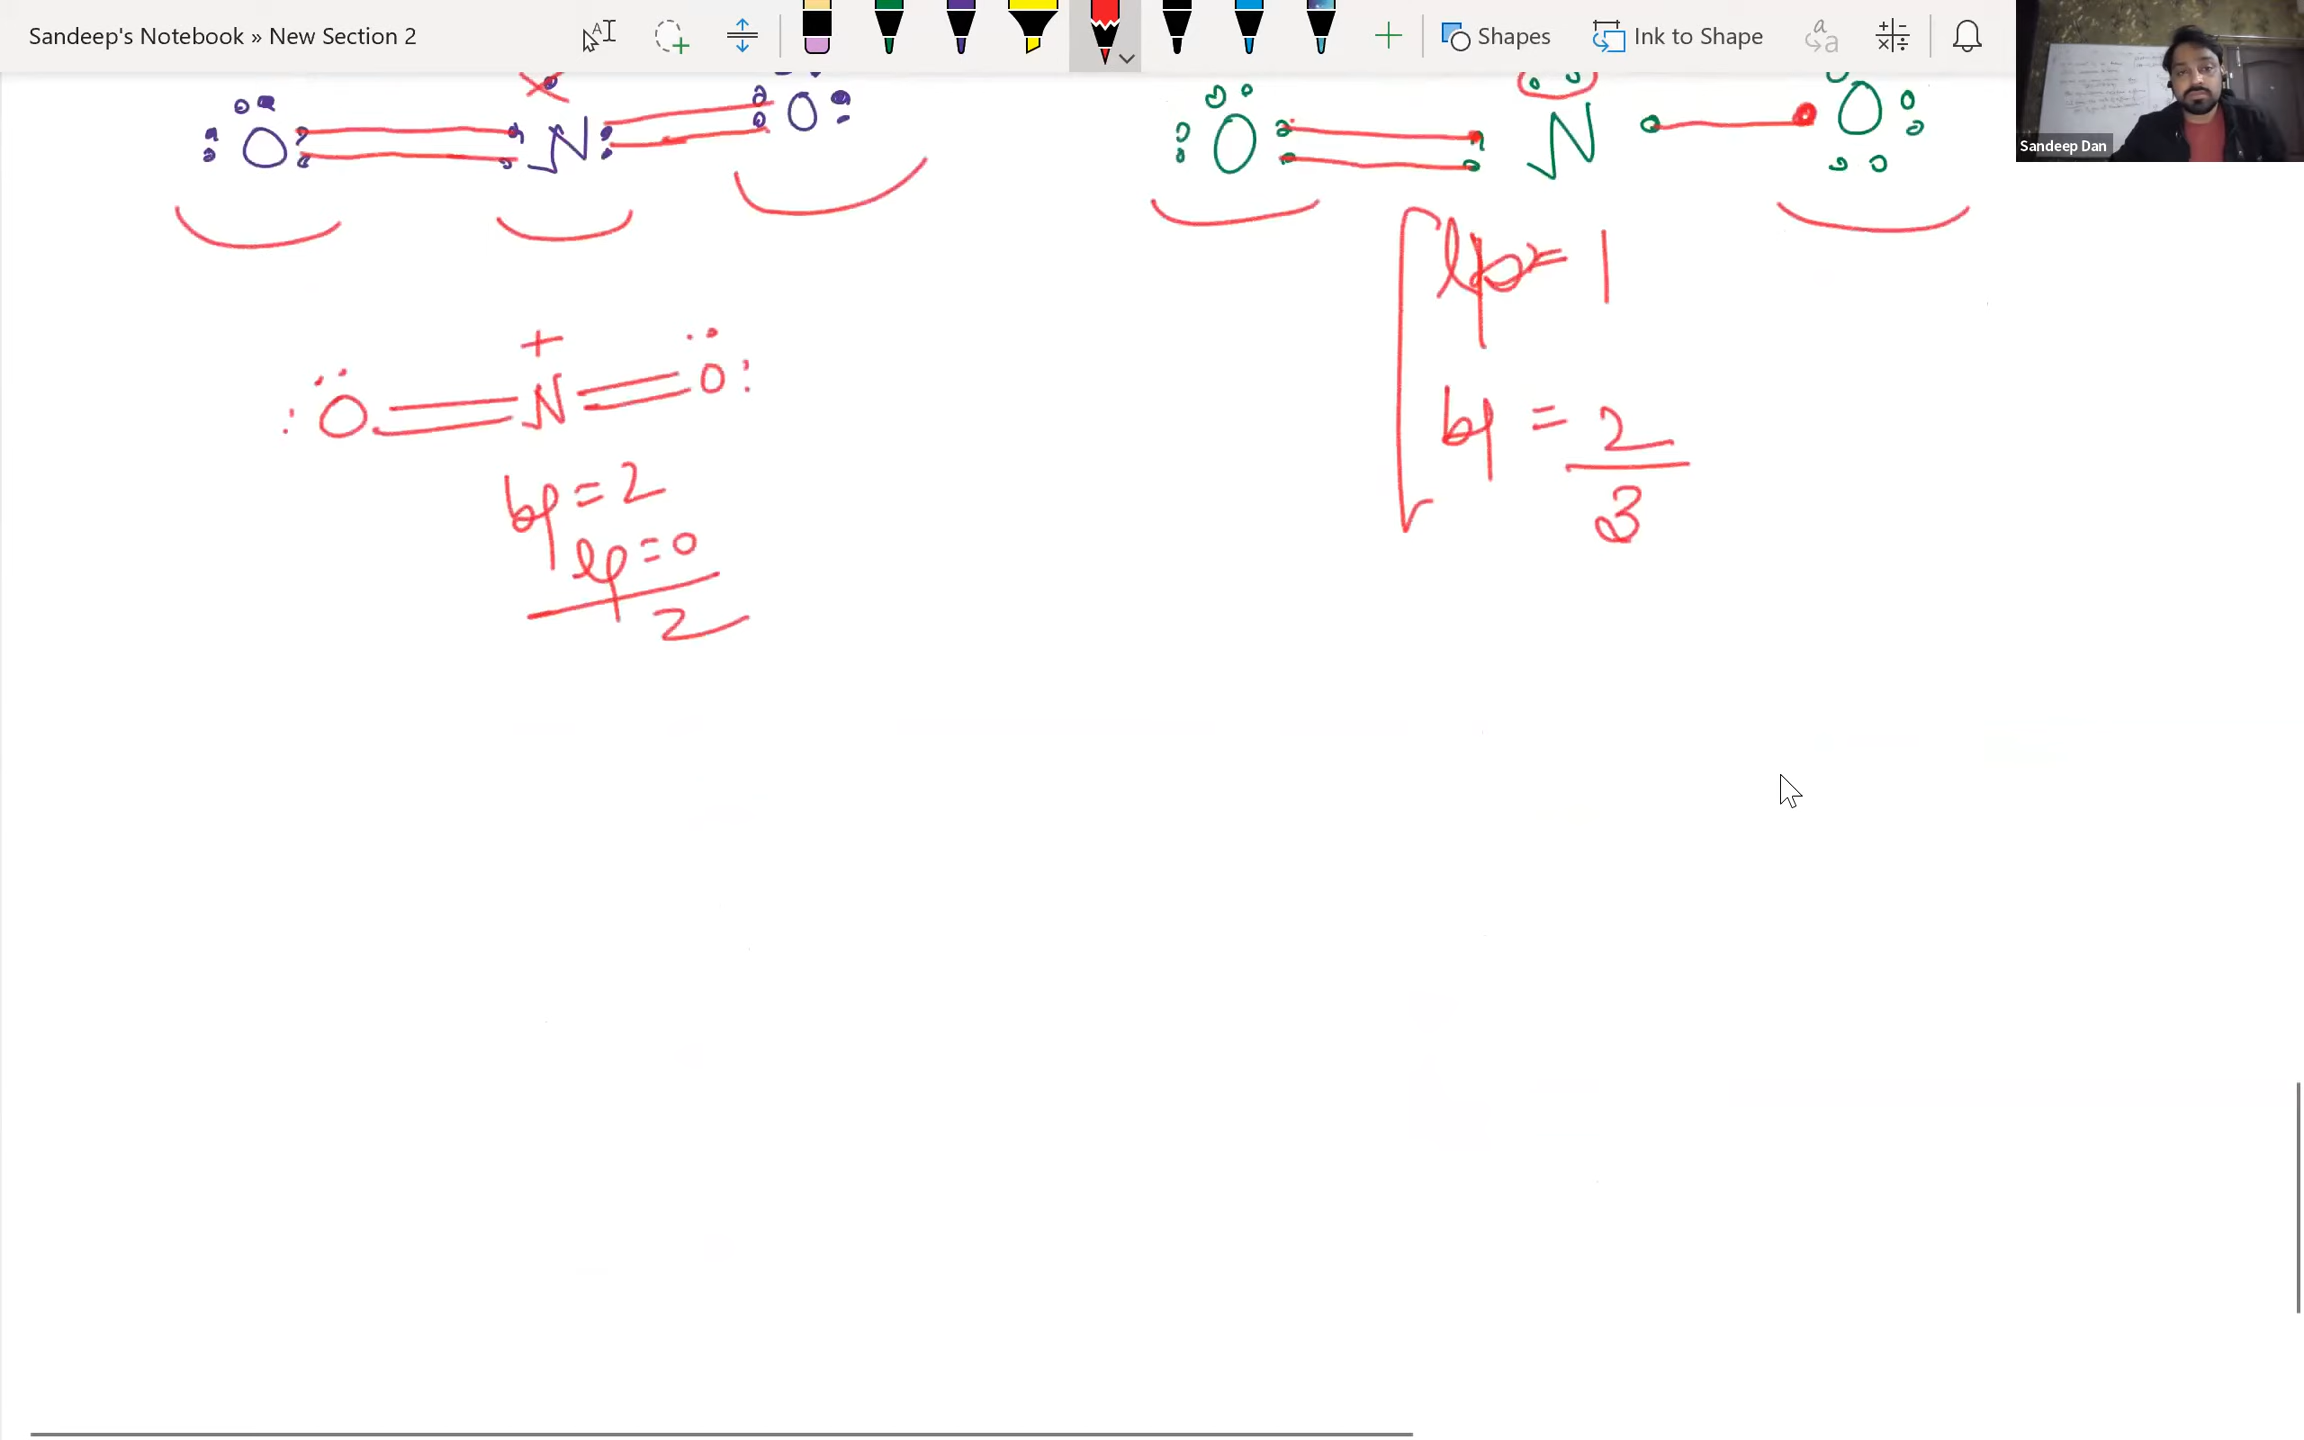 Sandeep's Notebook » New Section 2
Shapes
Ink to Shape
Sandeep Dan
O N O
O N O
lp = 1
bp = 2
3
+
:O = N = O:
bp = 2
lp = 0
2